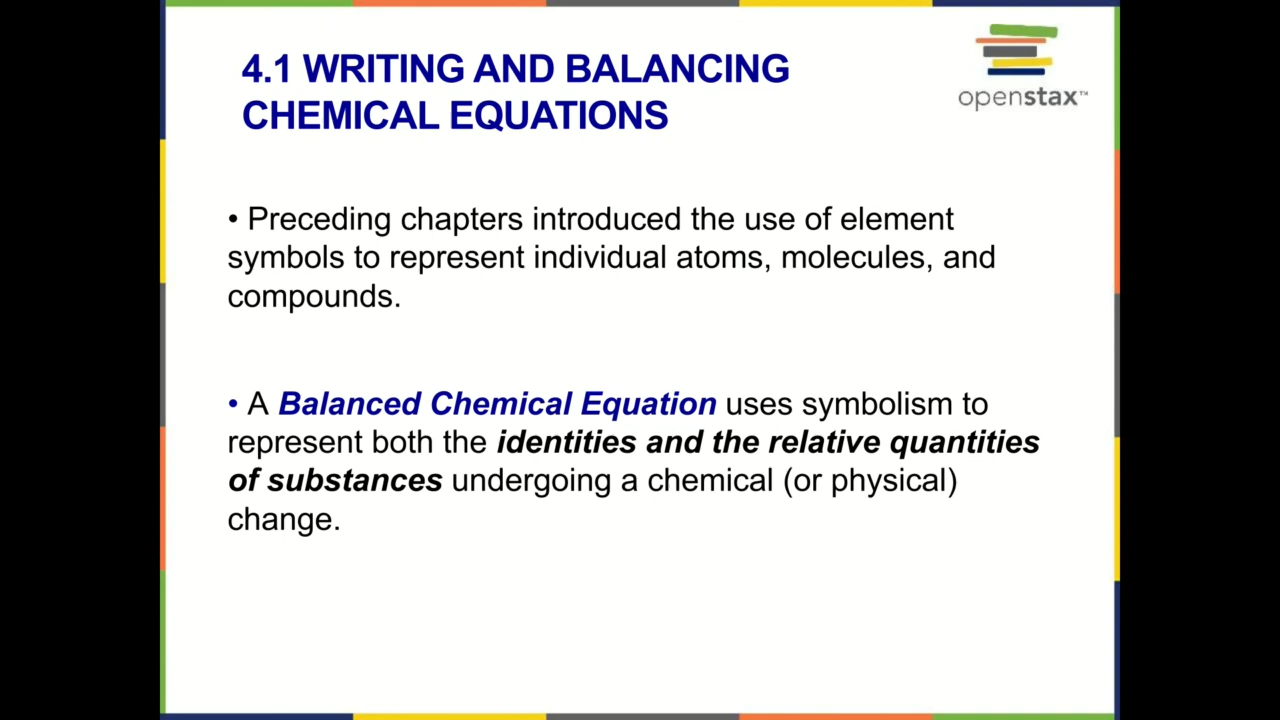 4.1 WRITING AND BALANCING
CHEMICAL EQUATIONS
openstax™
• Preceding chapters introduced the use of element
symbols to represent individual atoms, molecules, and
compounds.
• A Balanced Chemical Equation uses symbolism to
represent both the identities and the relative quantities
of substances undergoing a chemical (or physical)
change.